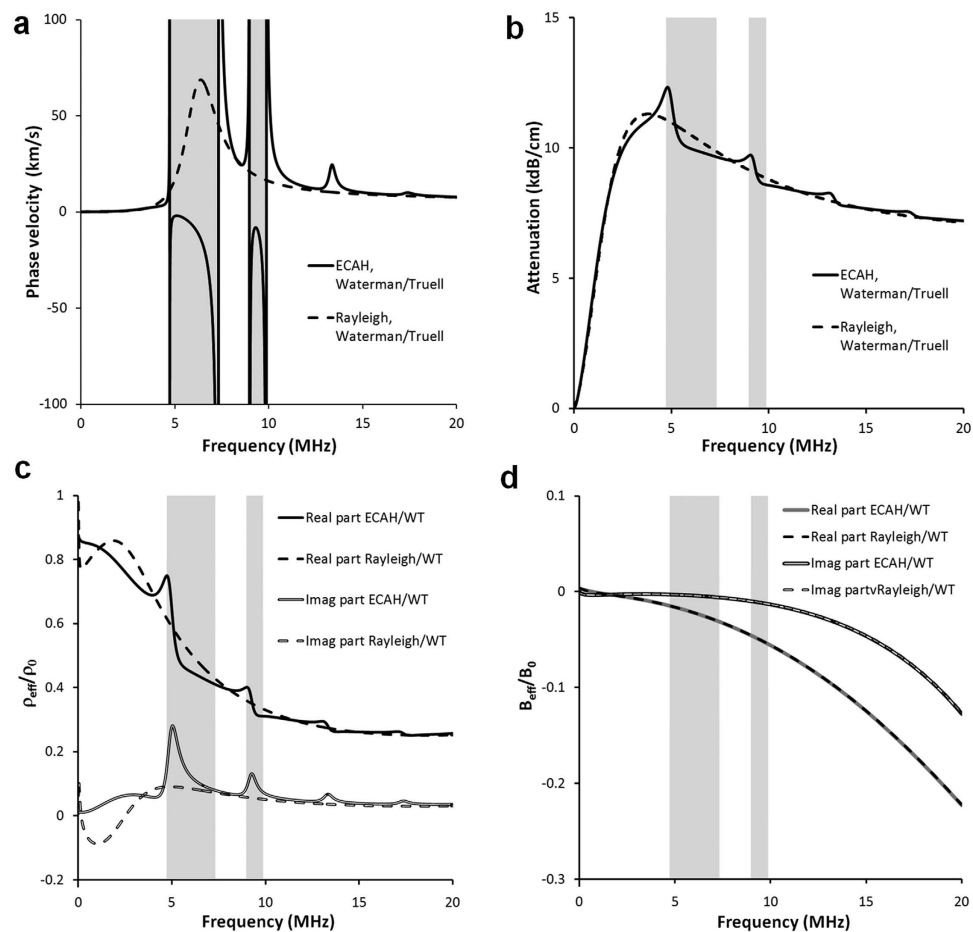 a
100
50
0
-50
-100
Phase velocity (km/s)
ECAH,
Waterman/Truell
Rayleigh,
Waterman/Truell
0
5
10
15
20
Frequency (MHz)
b
15
10
5
0
Attenuation (kdB/cm)
ECAH,
Waterman/Truell
Rayleigh,
Waterman/Truell
0
5
10
15
20
Frequency (MHz)
c
1
0.8
0.6
0.4
0.2
0
-0.2
ρeff/ρ0
Real part ECAH/WT
Real part Rayleigh/WT
Imag part ECAH/WT
Imag part Rayleigh/WT
0
5
10
15
20
Frequency (MHz)
d
0.1
0
-0.1
-0.2
-0.3
Beff/B0
Real part ECAH/WT
Real part Rayleigh/WT
Imag part ECAH/WT
Imag partvRayleigh/WT
0
5
10
15
20
Frequency (MHz)